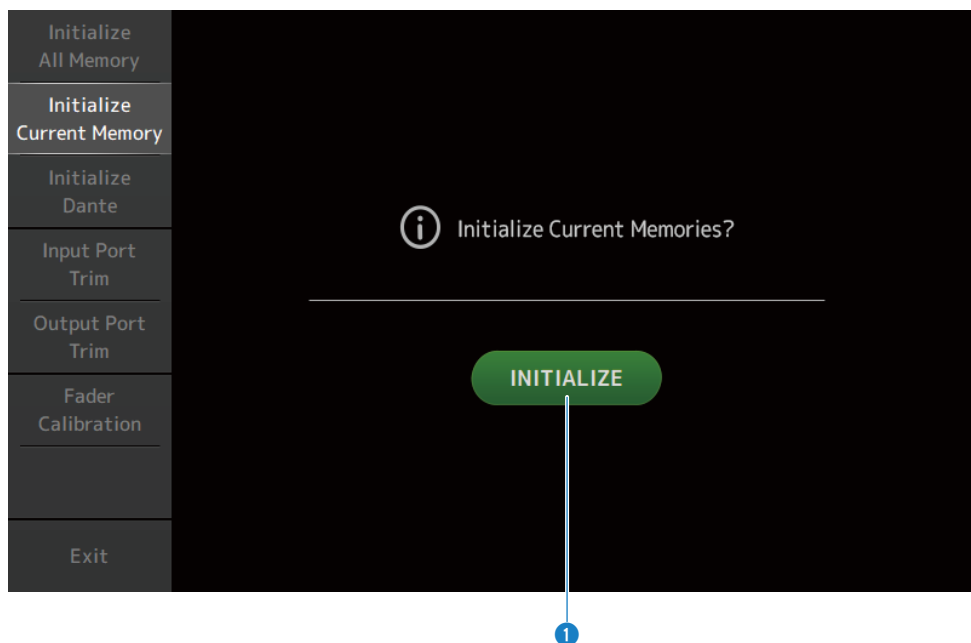 Initialize
All Memory
Initialize
Current Memory
Initialize
Dante
Input Port
Trim
Output Port
Trim
Fader
Calibration
Exit
Initialize Current Memories?
INITIALIZE
1